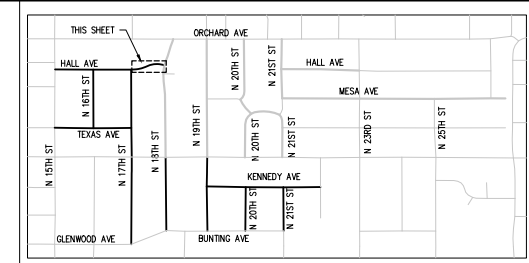 THIS SHEET
ORCHARD AVE
HALL AVE
HALL AVE
N 20TH ST
N 21ST ST
N 16TH ST
MESA AVE
TEXAS AVE
N 15TH ST
N 17TH ST
N 18TH ST
N 19TH ST
N 20TH ST
N 21ST ST
N 23RD ST
N 25TH ST
KENNEDY AVE
N 20TH ST
N 21ST ST
GLENWOOD AVE
BUNTING AVE